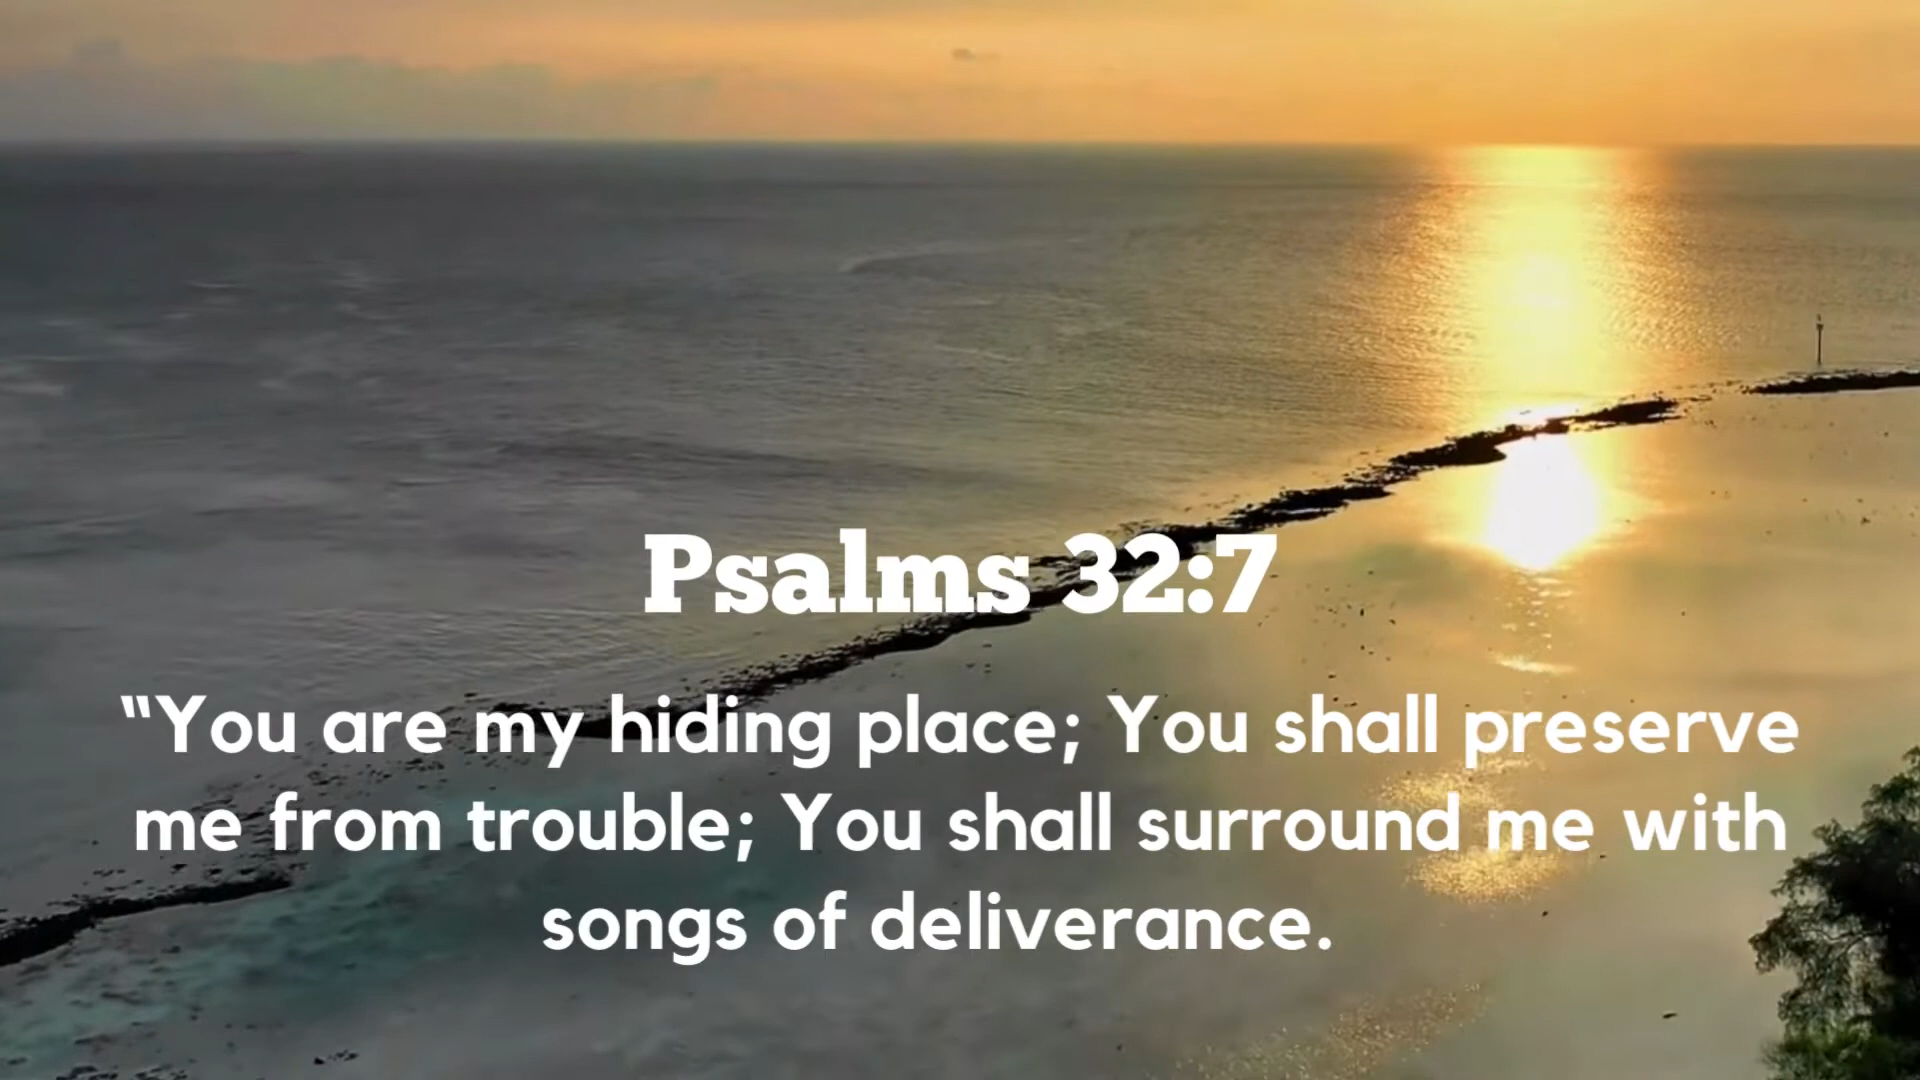 Psalms 32:7
"You are my hiding place; You shall preserve
me from trouble; You shall surround me with
songs of deliverance.